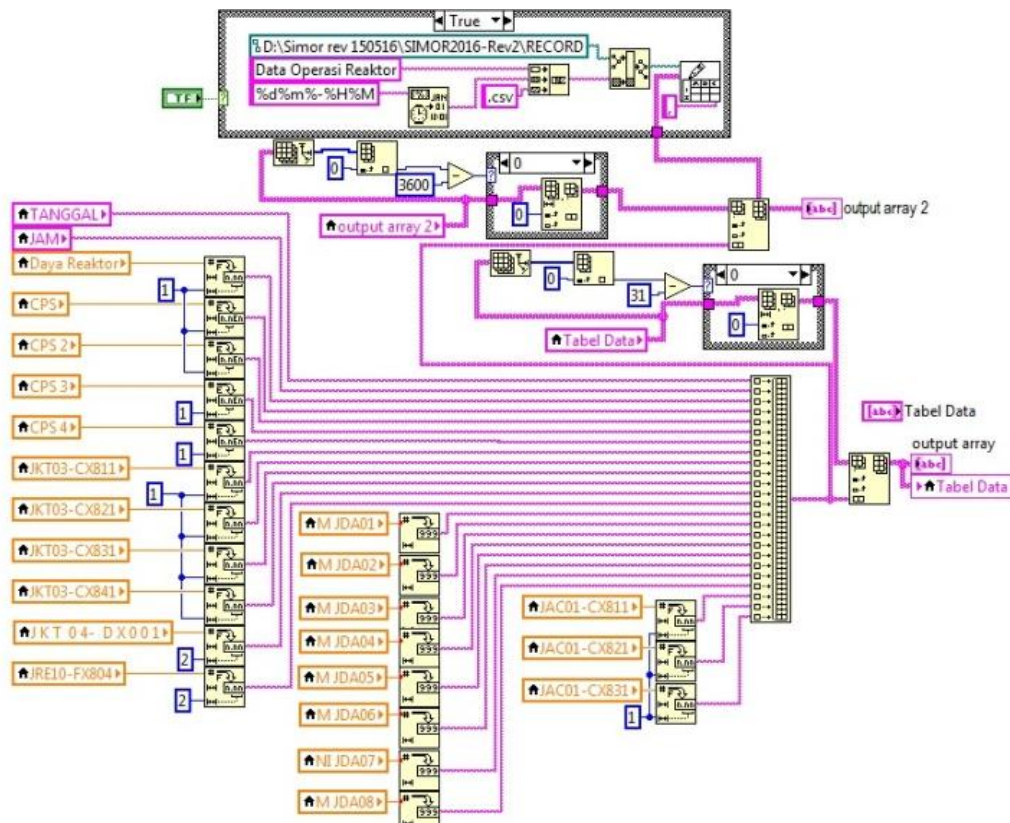 True
D:\Simor rev 150516\SIMOR2016-Rev2\RECORD
Data Operasi Reaktor
%d%m%-%H%M
.csv
TF
0
3600
0
0
output array 2
output array 2
TANGGAL
JAM
Daya Reaktor
1
CPS
CPS 2
CPS 3
1
CPS 4
1
JKT03-CX811
1
JKT03-CX821
JKT03-CX831
JKT03-CX841
JKT 04- DX001
2
JRE10-FX804
2
0
31
0
0
Tabel Data
Tabel Data
output array
Tabel Data
M JDA01
M JDA02
M JDA03
M JDA04
M JDA05
M JDA06
NI JDA07
M JDA08
JAC01-CX811
JAC01-CX821
JAC01-CX831
1